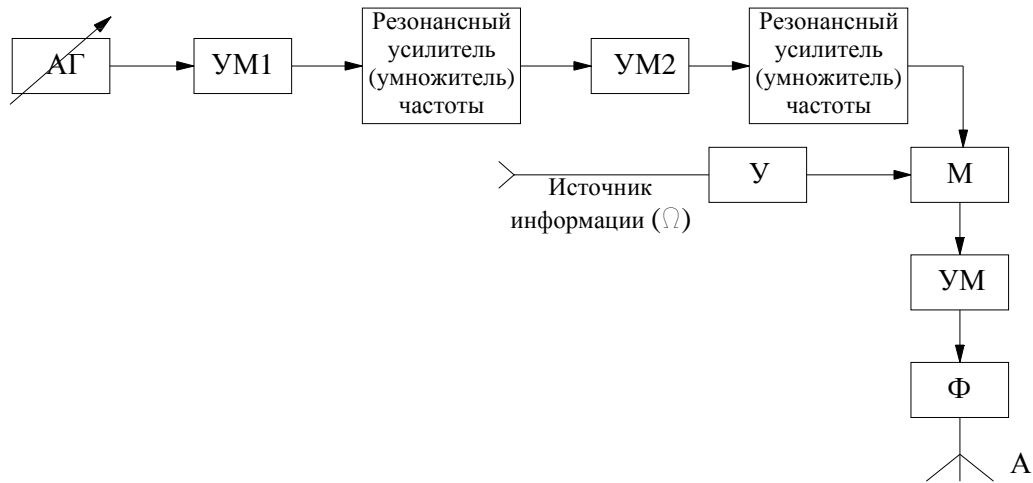 АГ
УМ1
Резонансный
усилитель
(умножитель)
частоты
УМ2
Резонансный
усилитель
(умножитель)
частоты
Источник
информации (Ω)
У
М
УМ
Ф
А